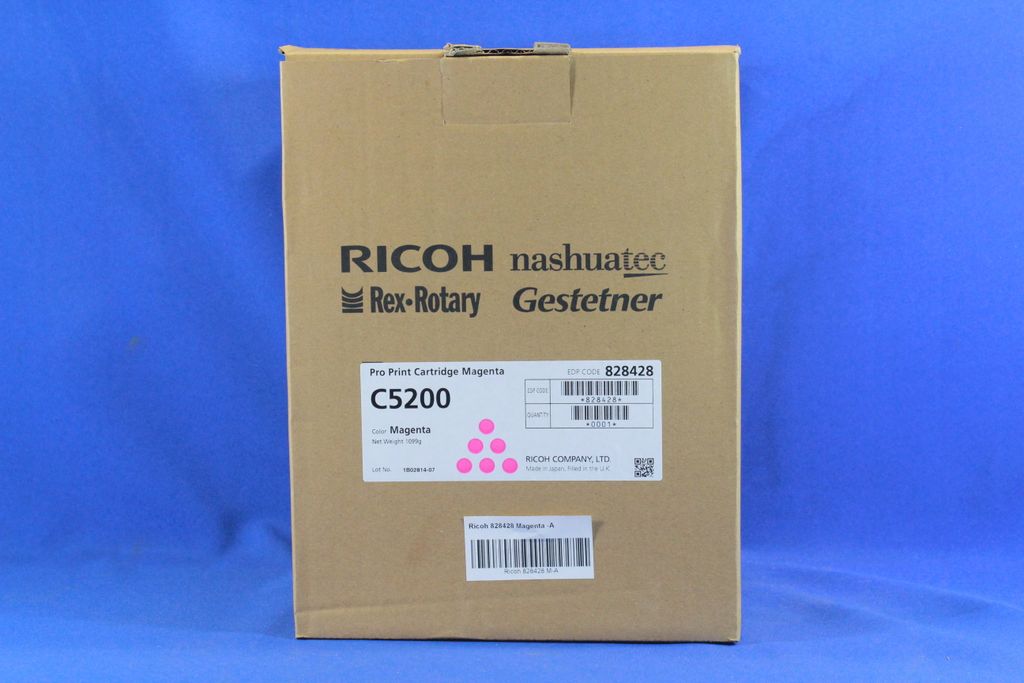 RICOH nashuatec
Rex·Rotary Gestetner
Pro Print Cartridge Magenta
EDP CODE 828428
C5200
EDP CODE
*828428*
QUANTITY
*0001*
Color Magenta
Net Weight 1099g
Lot No. 1B02814-07
RICOH COMPANY, LTD.
Made in Japan, Filled in the U.K.
Ricoh 828428 Magenta -A
Ricoh 828428 M-A